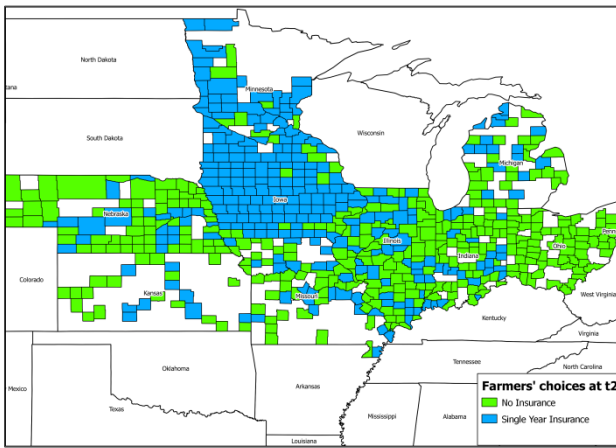 North Dakota
Minnesota
tana
Wisconsin
South Dakota
Michigan
Iowa
Nebraska
Illinois
Indiana
Ohio
Penn
Colorado
Kansas
Missouri
West Virginia
Kentucky
Virginia
Oklahoma
Tennessee
North Carolina
Mexico
Texas
Arkansas
Mississippi
Alabama
Louisiana
Farmers' choices at t2
No Insurance
Single Year Insurance